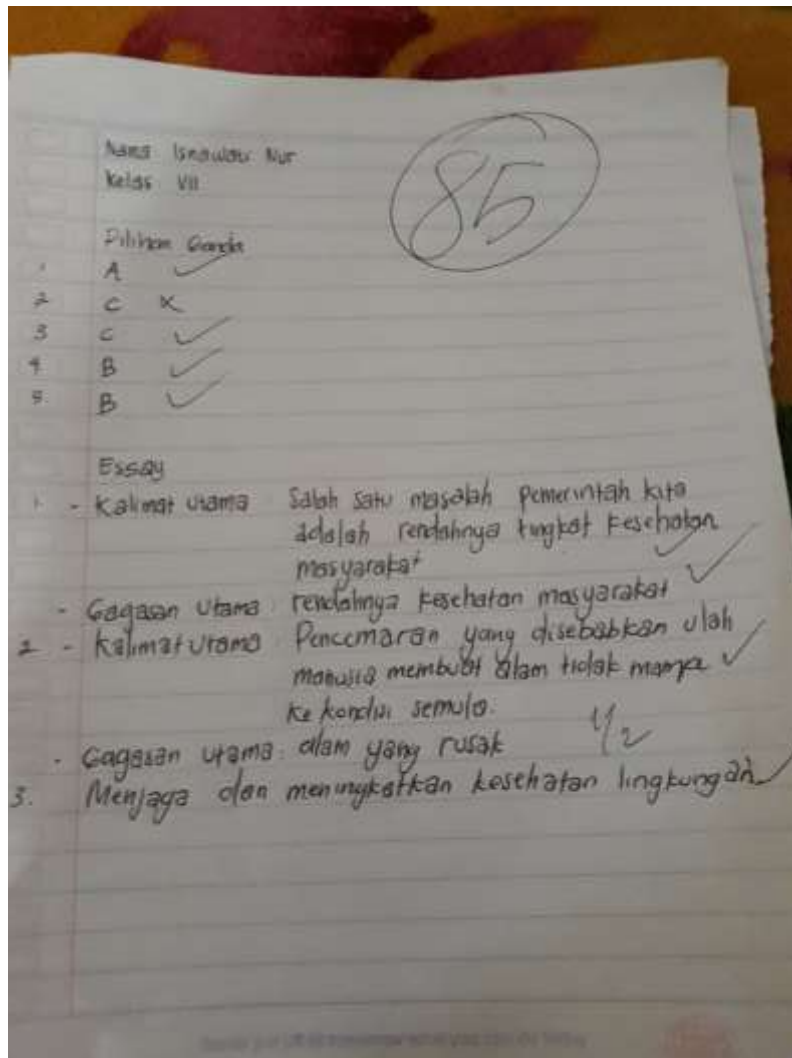 Nama Isnawati Nur
Kelas VII
85
Pilihan Ganda
1 A
2 C X
3 C
4 B
5 B
Essay
1. - Kalimat Utama : Salah satu masalah pemerintah kita
adalah rendahnya tingkat kesehatan
masyarakat
- Gagasan Utama : rendahnya kesehatan masyarakat
2 - Kalimat Utama : Pencemaran yang disebabkan ulah
manusia membuat alam tidak
ke kondisi semula.
- Gagasan utama : alam yang rusak 1/2
3. Menjaga dan meningkatkan kesehatan lingkungan